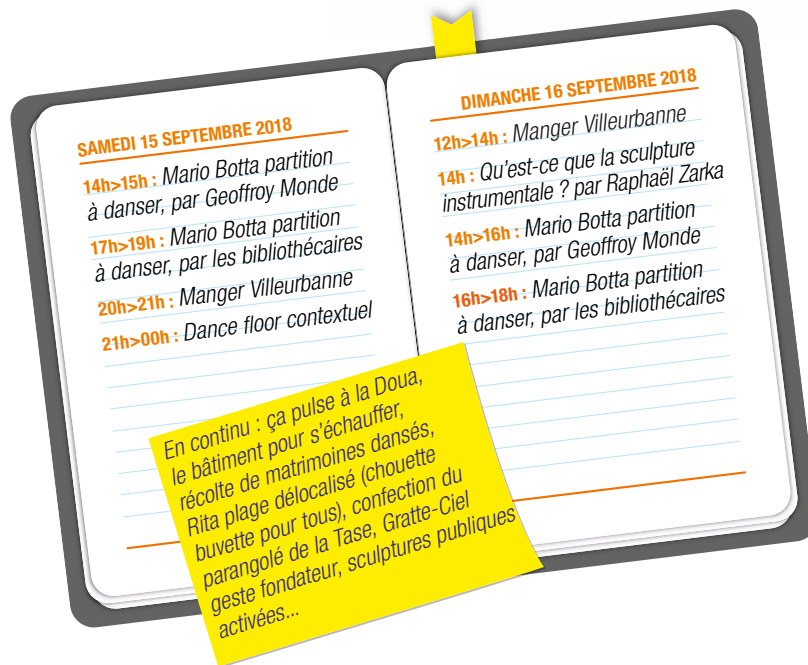 SAMEDI 15 SEPTEMBRE 2018
14h>15h : Mario Botta partition
à danser, par Geoffroy Monde
17h>19h : Mario Botta partition
à danser, par les bibliothécaires
20h>21h : Manger Villeurbanne
21h>00h : Dance floor contextuel
DIMANCHE 16 SEPTEMBRE 2018
12h>14h : Manger Villeurbanne
14h : Qu'est-ce que la sculpture
instrumentale ? par Raphaël Zarka
14h>16h : Mario Botta partition
à danser, par Geoffroy Monde
16h>18h : Mario Botta partition
à danser, par les bibliothécaires
En continu : ça pulse à la Doua,
le bâtiment pour s'échauffer,
récolte de matrimoines dansés,
Rita plage délocalisé (chouette
buvette pour tous), confection du
parangolé de la Tase, Gratte-Ciel
geste fondateur, sculptures publiques
activées...